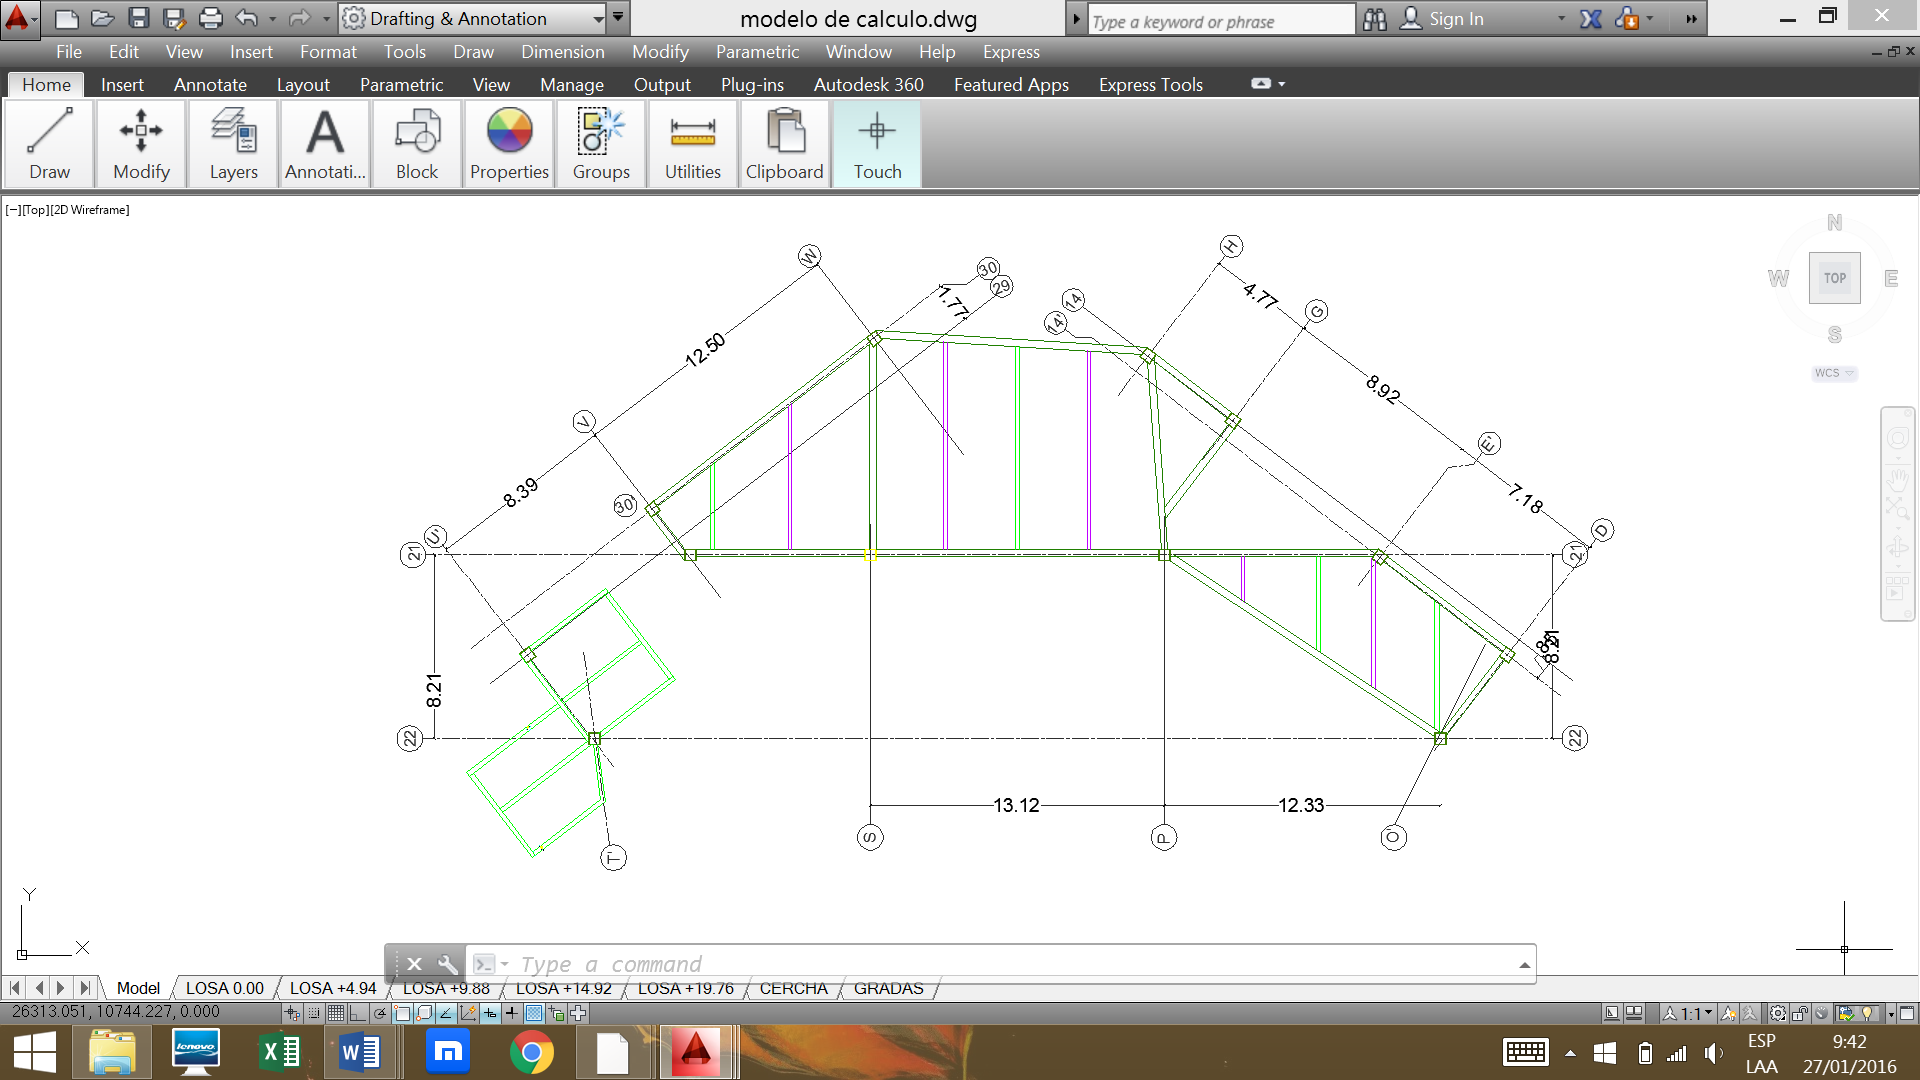 Drafting & Annotation
modelo de calculo.dwg
Type a keyword or phrase
Sign In
File Edit View Insert Format Tools Draw Dimension Modify Parametric Window Help Express
Home Insert Annotate Layout Parametric View Manage Output Plug-ins Autodesk 360 Featured Apps Express Tools
Draw Modify Layers Annotati... Block Properties Groups Utilities Clipboard Touch
[−][Top][2D Wireframe]
N
W TOP E
S
WCS
W
30
29
1.77
14
14'
H
4.77
G
12.50
8.92
V
E'
8.39
30'
7.18
U'
D
21
21
8.21
8.21
22
22
13.12
12.33
S
P
O'
T'
Y
X
Type a command
Model LOSA 0.00 LOSA +4.94 LOSA +9.88 LOSA +14.92 LOSA +19.76 CERCHA GRADAS
26313.051, 10744.227, 0.000
1:1
lenovo
ESP
LAA
9:42
27/01/2016